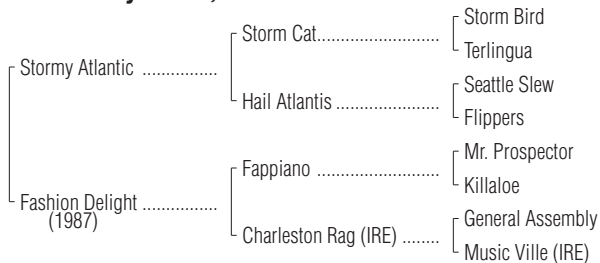 Storm Bird
Storm Cat........................
Terlingua
Stormy Atlantic ...............
Seattle Slew
Hail Atlantis .....................
Flippers
Mr. Prospector
Fappiano ........................
Killaloe
Fashion Delight ...............
(1987)
General Assembly
Charleston Rag (IRE) .......
Music Ville (IRE)